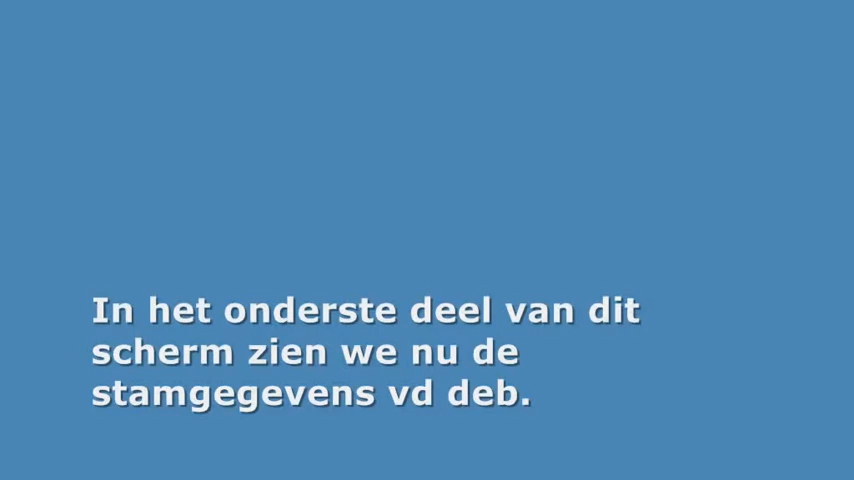 In het onderste deel van dit
scherm zien we nu de
stamgegevens vd deb.